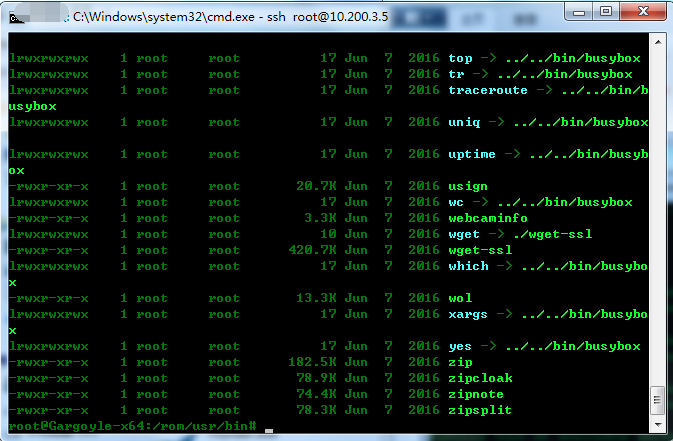 : C:\Windows\system32\cmd.exe - ssh root@10.200.3.5
lrwxrwxrwx 1 root root 17 Jun 7 2016 top -> ../../bin/busybox
lrwxrwxrwx 1 root root 17 Jun 7 2016 tr -> ../../bin/busybox
lrwxrwxrwx 1 root root 17 Jun 7 2016 traceroute -> ../../bin/b
usybox
lrwxrwxrwx 1 root root 17 Jun 7 2016 uniq -> ../../bin/busybox
lrwxrwxrwx 1 root root 17 Jun 7 2016 uptime -> ../../bin/busyb
ox
-rwxr-xr-x 1 root root 20.7K Jun 7 2016 usign
lrwxrwxrwx 1 root root 17 Jun 7 2016 wc -> ../../bin/busybox
-rwxr-xr-x 1 root root 3.3K Jun 7 2016 webcaminfo
lrwxrwxrwx 1 root root 10 Jun 7 2016 wget -> ./wget-ssl
-rwxr-xr-x 1 root root 420.7K Jun 7 2016 wget-ssl
lrwxrwxrwx 1 root root 17 Jun 7 2016 which -> ../../bin/busybo
x
-rwxr-xr-x 1 root root 13.3K Jun 7 2016 wol
lrwxrwxrwx 1 root root 17 Jun 7 2016 xargs -> ../../bin/busybo
x
lrwxrwxrwx 1 root root 17 Jun 7 2016 yes -> ../../bin/busybox
-rwxr-xr-x 1 root root 182.5K Jun 7 2016 zip
-rwxr-xr-x 1 root root 78.9K Jun 7 2016 zipcloak
-rwxr-xr-x 1 root root 74.4K Jun 7 2016 zipnote
-rwxr-xr-x 1 root root 78.3K Jun 7 2016 zipsplit
root@Gargoyle-x64:/rom/usr/bin#